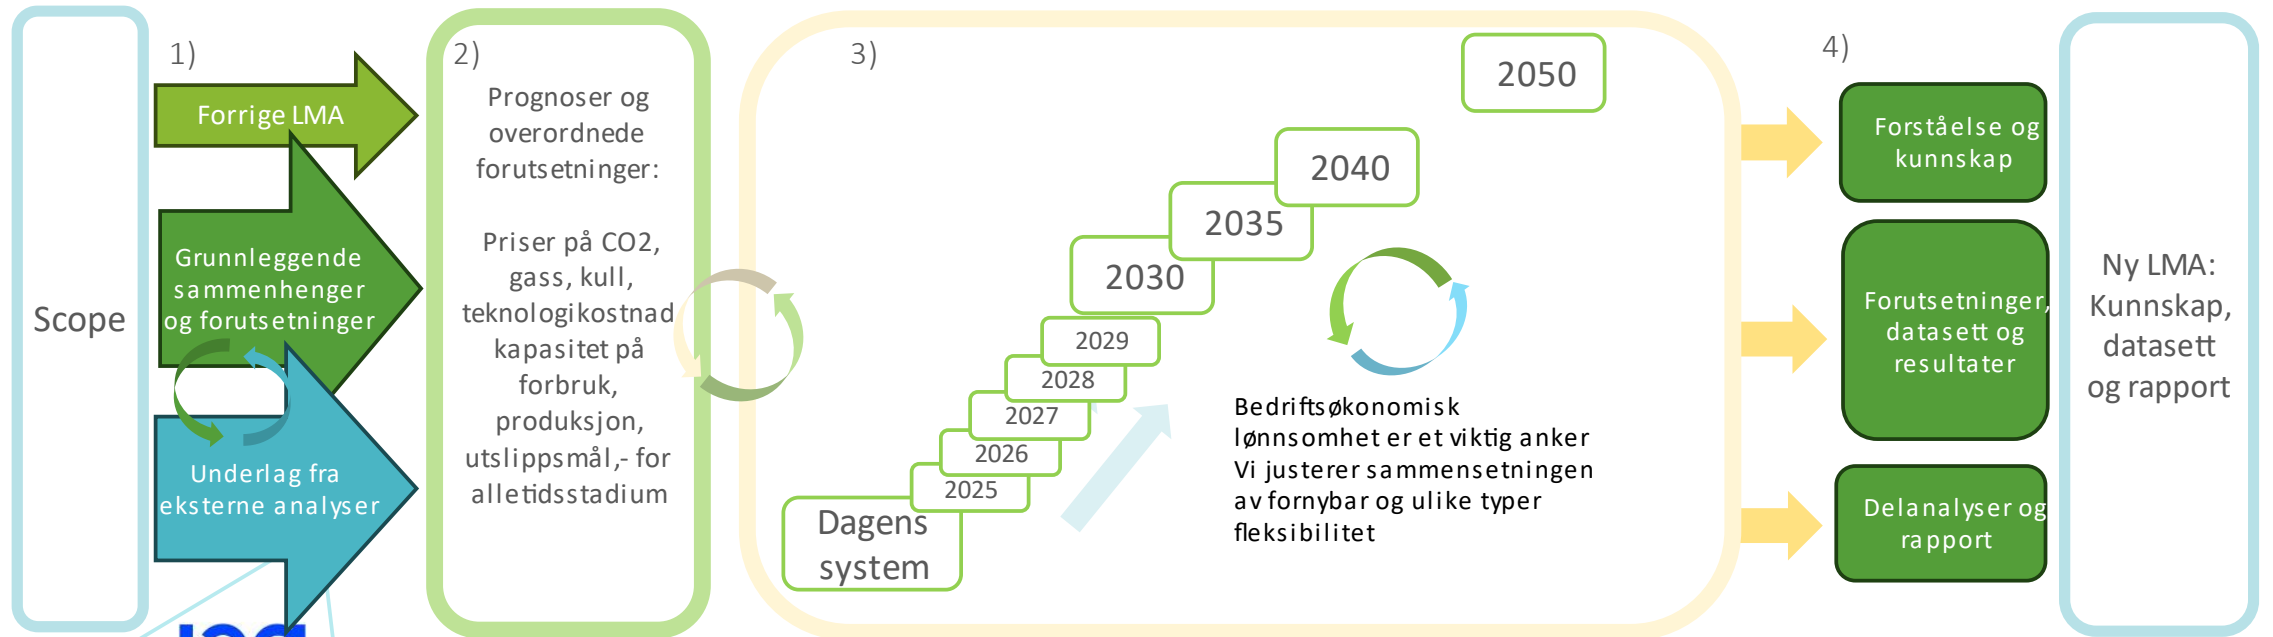 Scope
1)
Forrige LMA
Grunnleggende
sammenhenger
og forutsetninger
Underlag fra
eksterne analyser
2)
Prognoser og
overordnede
forutsetninger:
Priser på CO2,
gass, kull,
teknologikostnad
kapasitet på
forbruk,
produksjon,
utslippsmål,- for
alletidsstadium
3)
2050
2040
2035
2030
2029
2028
2027
2026
2025
Dagens
system
Bedriftsøkonomisk
lønnsomhet er et viktig anker
Vi justerer sammensetningen
av fornybar og ulike typer
fleksibilitet
4)
Forståelse og
kunnskap
Forutsetninger,
datasett og
resultater
Delanalyser og
rapport
Ny LMA:
Kunnskap,
datasett
og rapport